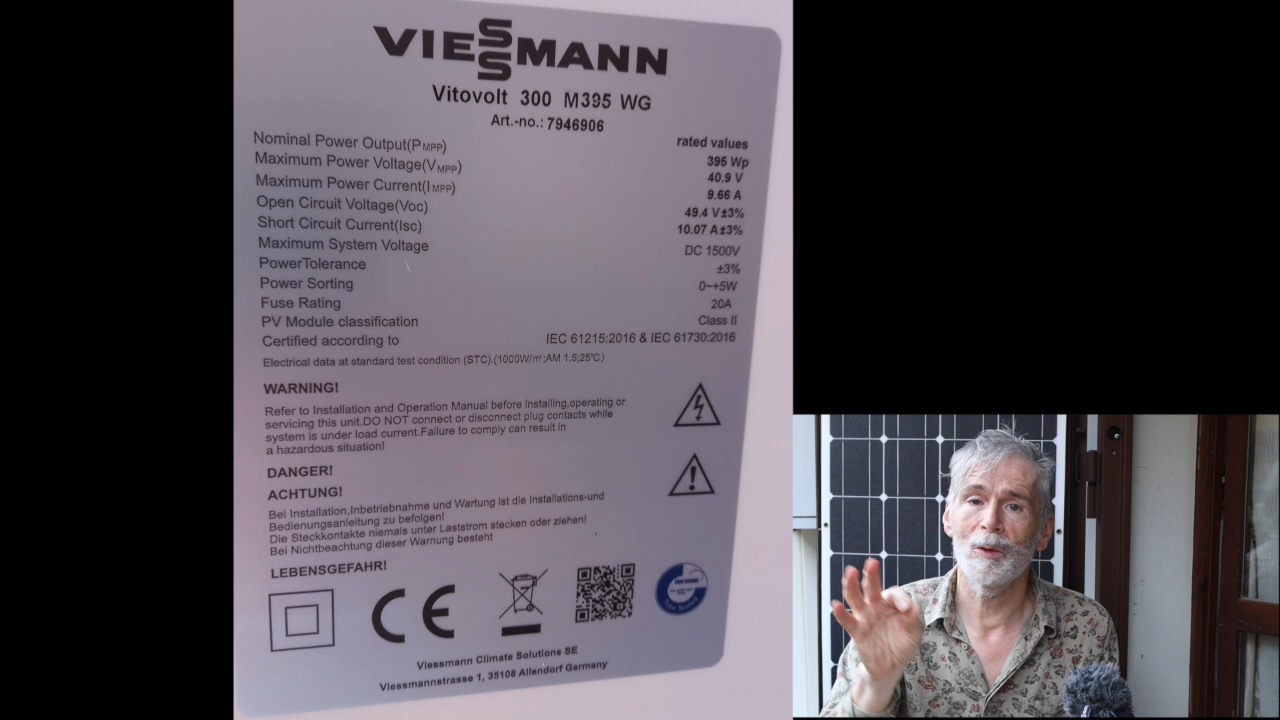 VIESSMANN
Vitovolt 300 M395 WG
Art.-no.: 7946906
rated values
Nominal Power Output(PMPP) 395 Wp
Maximum Power Voltage(VMPP) 40.9 V
Maximum Power Current(IMPP) 9.66 A
Open Circuit Voltage(Voc) 49.4 V±3%
Short Circuit Current(Isc) 10.07 A±3%
Maximum System Voltage DC 1500V
PowerTolerance ±3%
Power Sorting 0~+5W
Fuse Rating 20A
PV Module classification Class II
Certified according to IEC 61215:2016 & IEC 61730:2016
Electrical data at standard test condition (STC).(1000W/㎡;AM 1.5;25℃)
WARNING!
Refer to Installation and Operation Manual before installing,operating or
servicing this unit.DO NOT connect or disconnect plug contacts while
system is under load current.Failure to comply can result in
a hazardous situation!
DANGER!
ACHTUNG!
Bei Installation,Inbetriebnahme und Wartung ist die Installations-und
Bedienungsanleitung zu befolgen!
Die Steckkontakte niemals unter Laststrom stecken oder ziehen!
Bei Nichtbeachtung dieser Warnung besteht
LEBENSGEFAHR!
CE
Type Tested
Viessmann Climate Solutions SE
Viessmannstrasse 1, 35108 Allendorf Germany